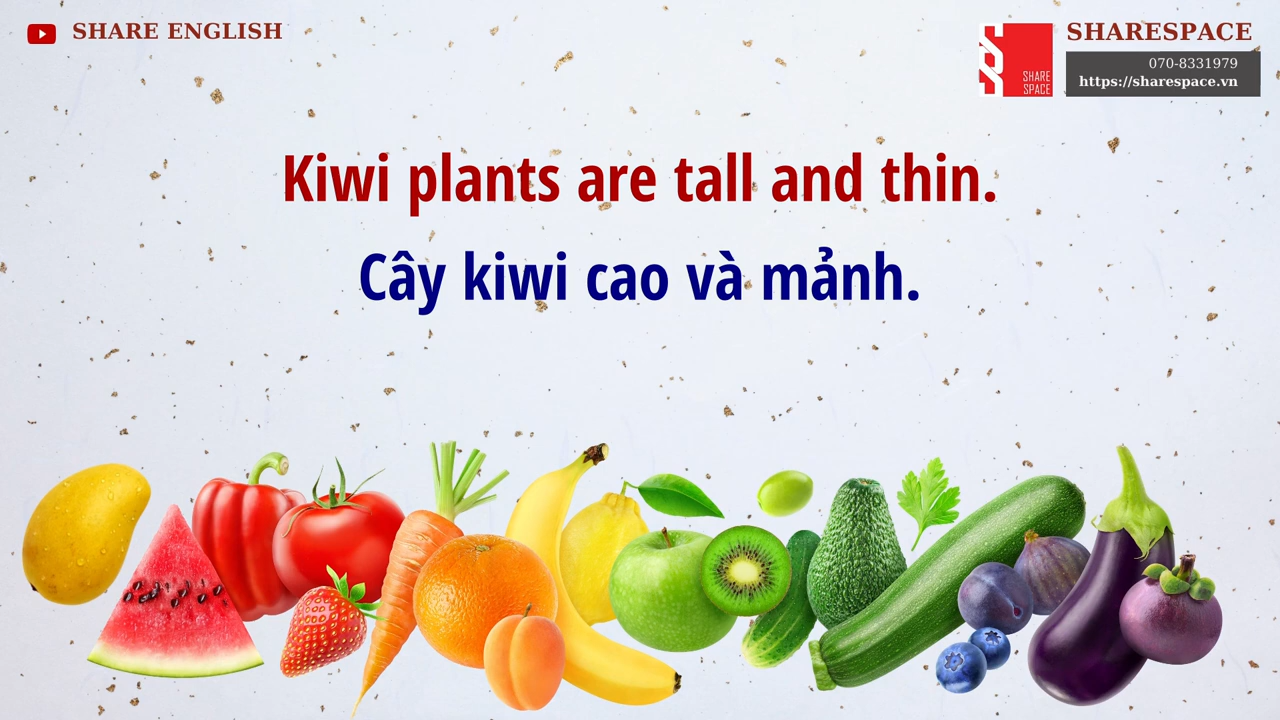 SHARE ENGLISH
SHARESPACE
070-8331979
https://sharespace.vn
SHARE
SPACE
Kiwi plants are tall and thin.
Cây kiwi cao và mảnh.